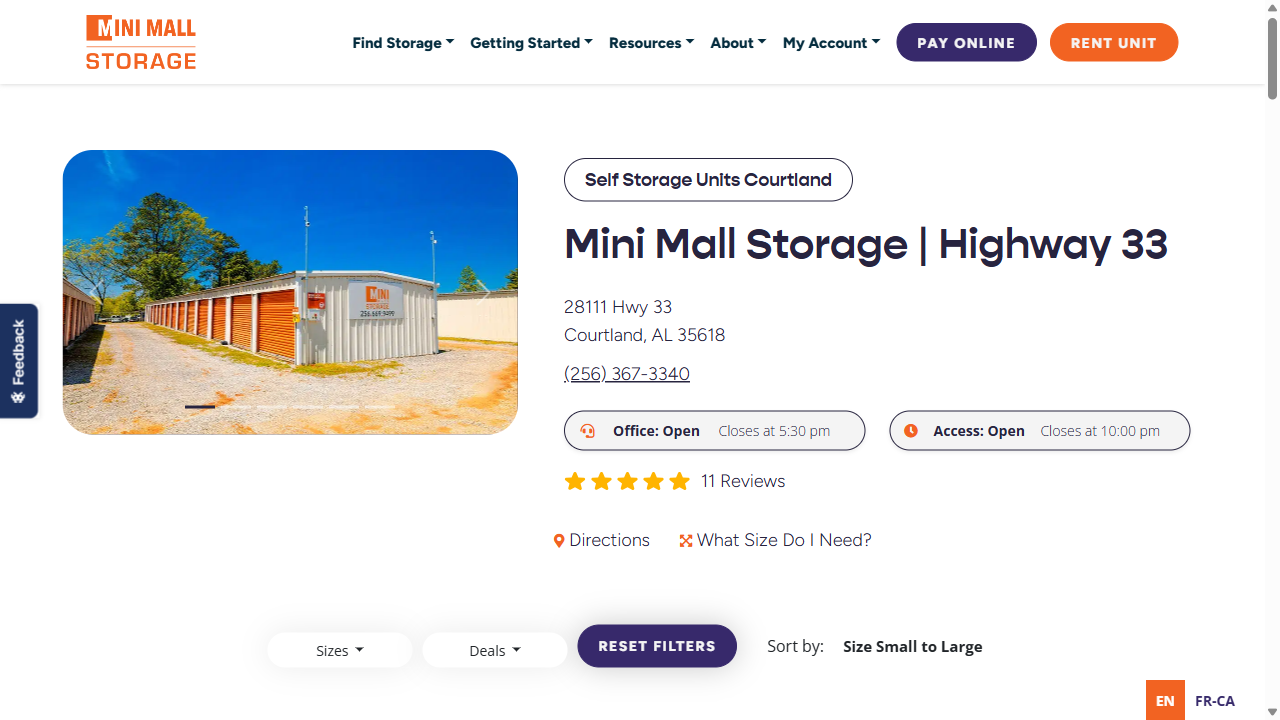 MINI MALL
STORAGE
Find Storage
Getting Started
Resources
About
My Account
PAY ONLINE
RENT UNIT
Feedback
MINI
256.669.9499
Self Storage Units Courtland
Mini Mall Storage | Highway 33
28111 Hwy 33
Courtland, AL 35618
(256) 367-3340
Office: Open Closes at 5:30 pm
Access: Open Closes at 10:00 pm
11 Reviews
Directions
What Size Do I Need?
Sizes
Deals
RESET FILTERS
Sort by: Size Small to Large
EN FR-CA